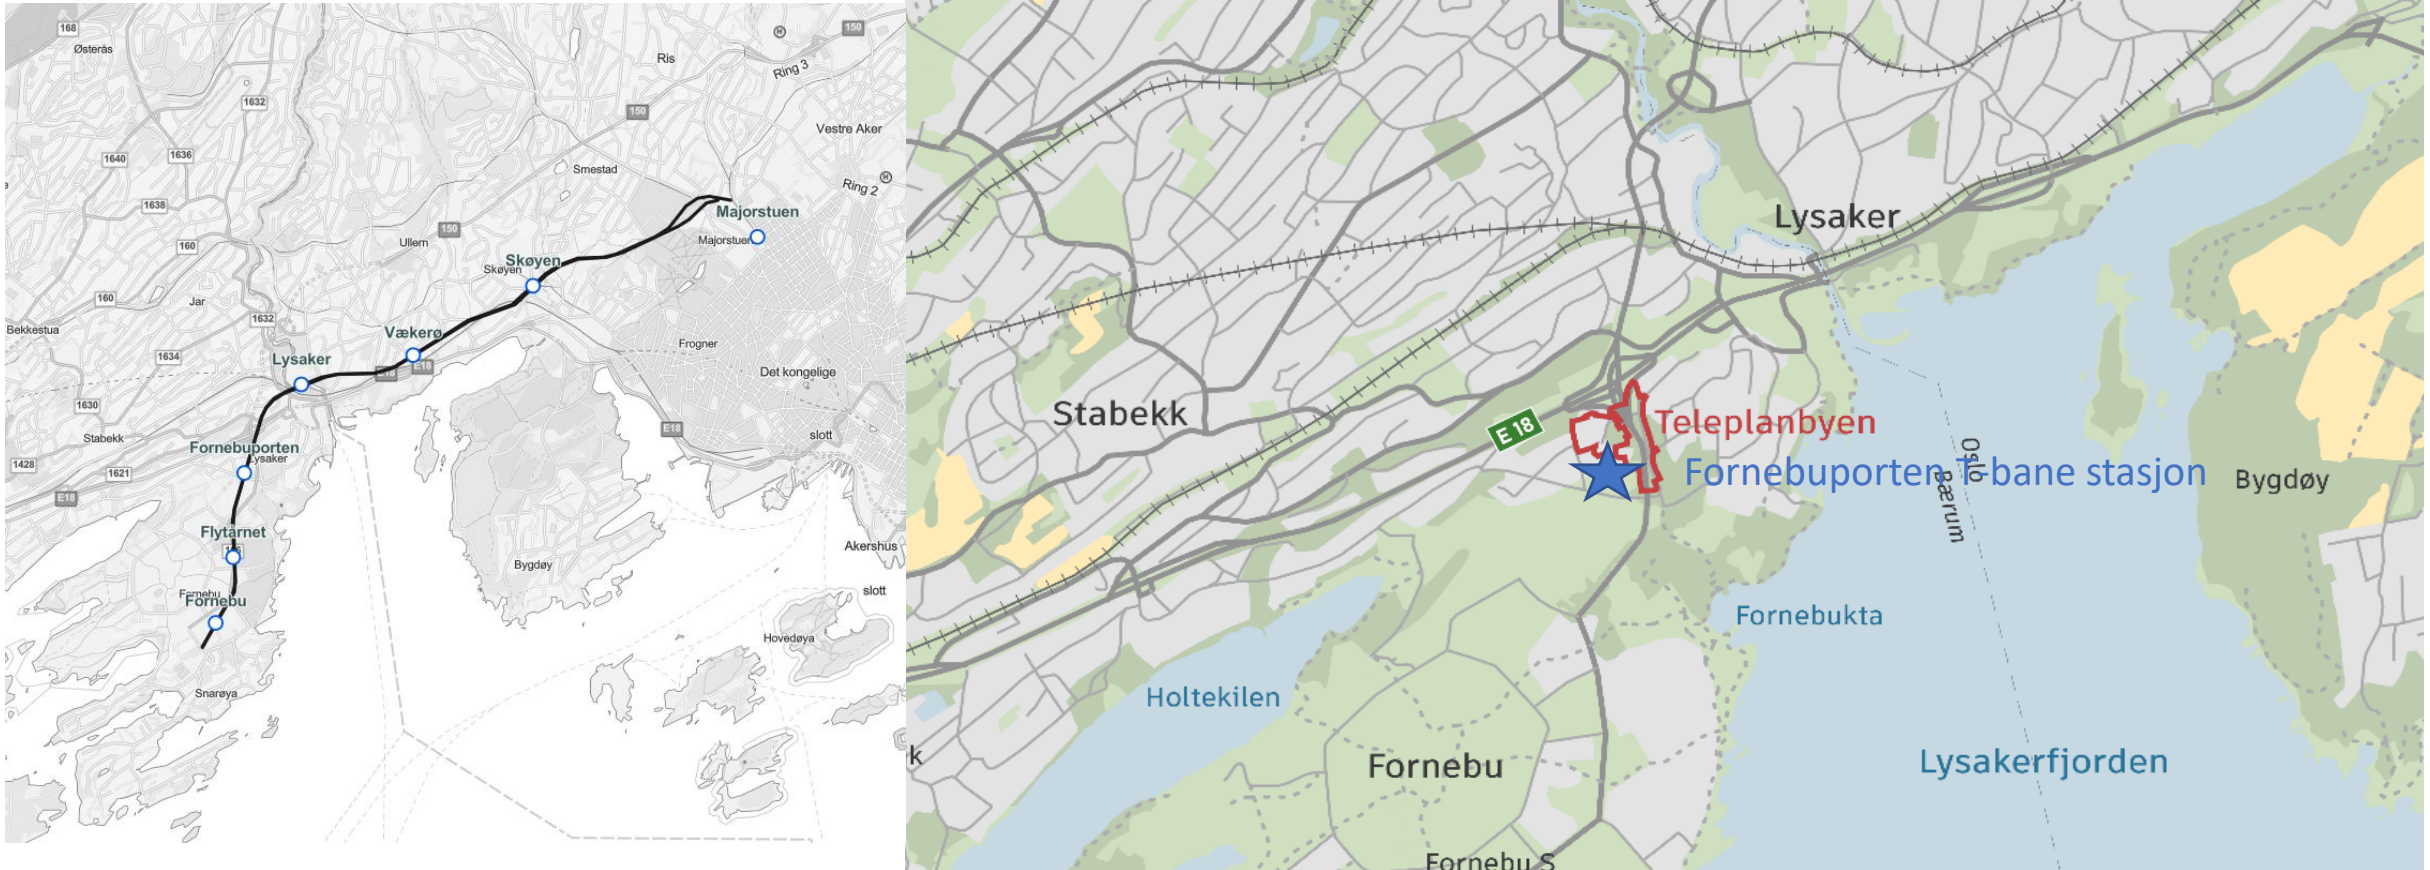 168
Østerås
150
Ris
Ring 3
1632
150
Vestre Aker
1640
1636
Smestad
Ring 2
1638
Majorstuen
150
Majorstuen
160
Ullern
Skøyen
Skøyen
160
Jar
1632
Bekkestua
Vækerø
Frogner
1634
Lysaker
E18
E18
Det kongelige
1630
Stabekk
E18
slott
Fornebuporten
Lysaker
1428
1621
E18
Flytårnet
Akershus
Bygdøy
slott
Fornebu
Fornebu
Hovedøya
Snarøya
Lysaker
Stabekk
E 18
Teleplanbyen
Fornebuporten T-bane stasjon
Oslo
Bærum
Bygdøy
Fornebukta
Holtekilen
k
Fornebu
Lysakerfjorden
Fornebu S